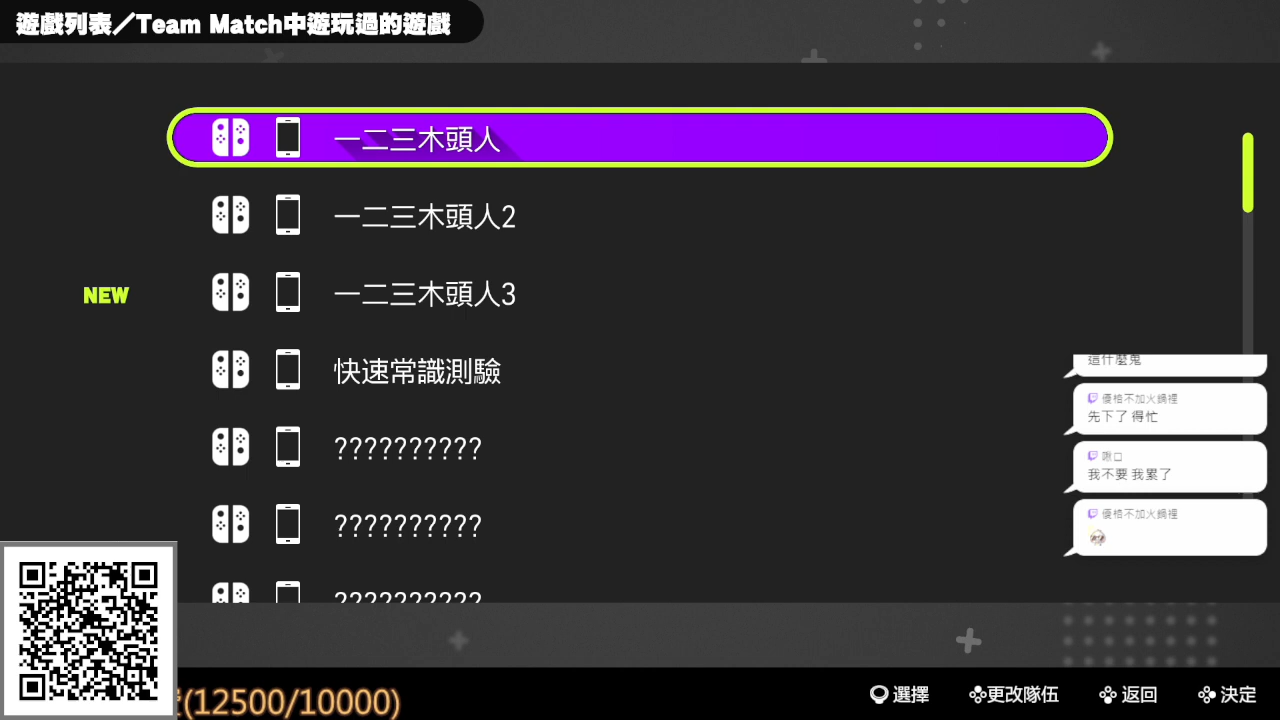 遊戲列表／Team Match中遊玩過的遊戲
一二三木頭人
一二三木頭人2
NEW
一二三木頭人3
快速常識測驗
??????????
??????????
??????????
這什麼鬼
優格不加火鍋裡
先下了 得忙
啾口
我不要 我累了
優格不加火鍋裡
(12500/10000)
選擇
更改隊伍
返回
決定